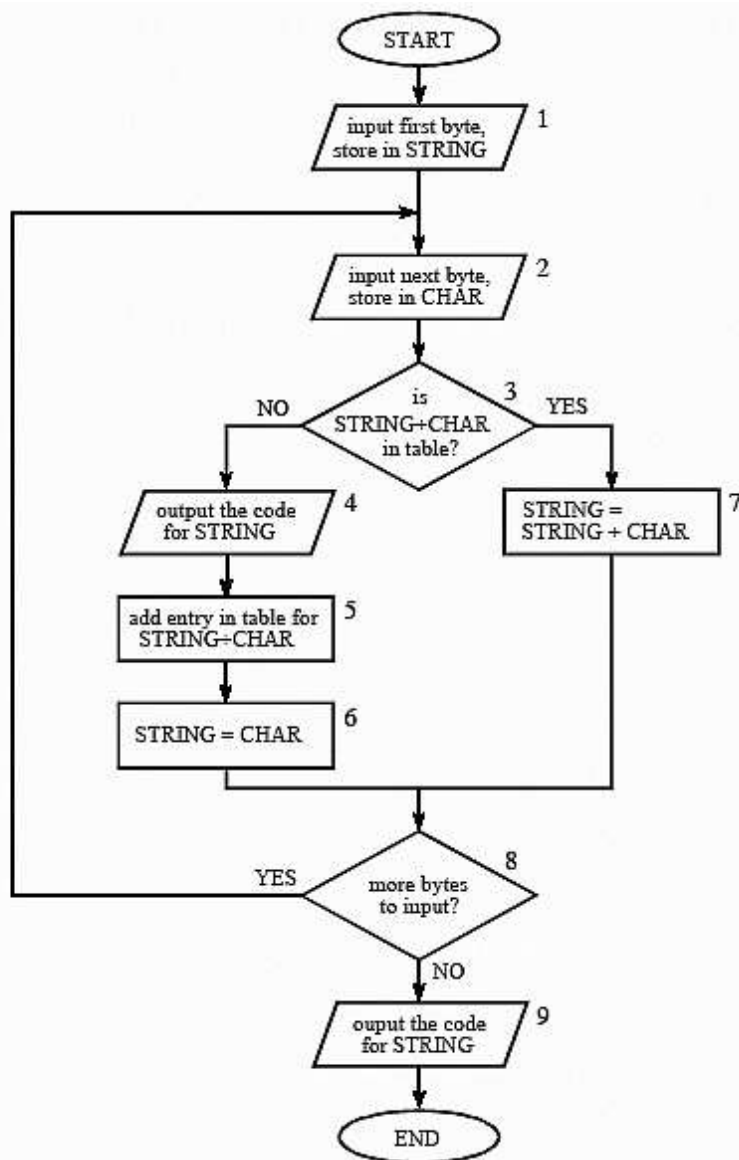 START
1
input first byte,
store in STRING
2
input next byte,
store in CHAR
3
is
STRING+CHAR
in table?
NO
YES
4
output the code
for STRING
7
STRING =
STRING + CHAR
5
add entry in table for
STRING+CHAR
6
STRING = CHAR
8
more bytes
to input?
YES
NO
9
ouput the code
for STRING
END